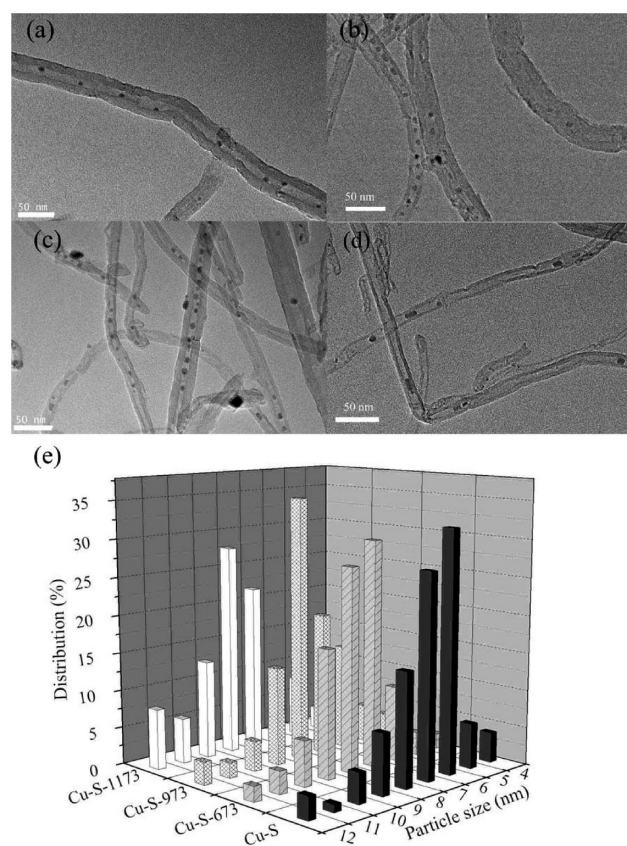 (a)
(b)
50 nm
50 nm
(c)
(d)
50 nm
50 nm
(e)
Distribution (%)
35
30
25
20
15
10
5
0
Cu-S-1173
Cu-S-973
Cu-S-673
Cu-S
12
11
10
9
8
7
6
5
4
Particle size (nm)